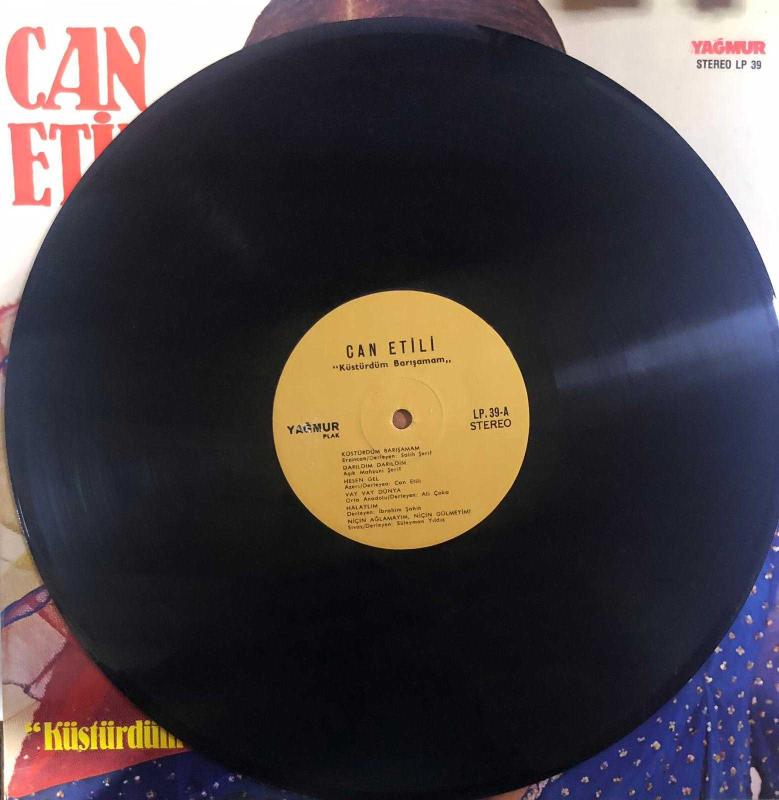 CAN
YAĞMUR
STEREO LP 39
CAN ETİLİ
"Küstürdüm Barışamam„
YAĞMUR
PLAK
LP.39-A
STEREO
KÜSTÜRDÜM BARIŞAMAM
Erzincan/Derleyen: Salih Şerif
DARILDIM DARILDIM
Aşık Mahzuni Şerif
HESEN GEL
Azeri/Derleyen: Can Etili
VAY VAY DÜNYA
Orta Anadolu/Derleyen: Ali Çaka
HALAYLIM
Derleyen: İbrahim Şahin
NİÇİN AĞLAMAYIM, NİÇİN GÜLMEYİM!
Sivas/Derleyen: Süleyman Yıldız
"Küstürdüm